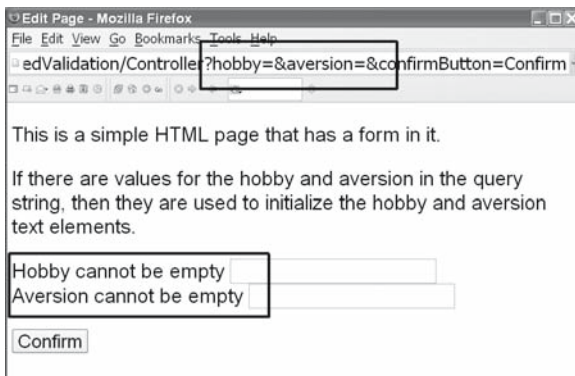 Edit Page - Mozilla Firefox
File Edit View Go Bookmarks Tools Help
edValidation/Controller?hobby=&aversion=&confirmButton=Confirm
This is a simple HTML page that has a form in it.
If there are values for the hobby and aversion in the query
string, then they are used to initialize the hobby and aversion
text elements.
Hobby cannot be empty
Aversion cannot be empty
Confirm